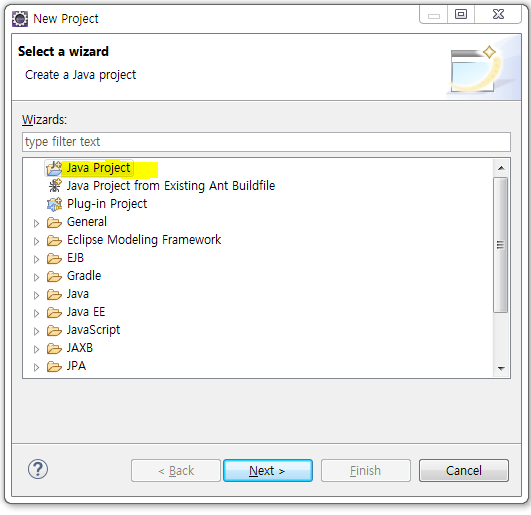 New Project
Select a wizard
Create a Java project
Wizards:
type filter text
Java Project
Java Project from Existing Ant Buildfile
Plug-in Project
General
Eclipse Modeling Framework
EJB
Gradle
Java
Java EE
JavaScript
JAXB
JPA
? < Back Next > Finish Cancel